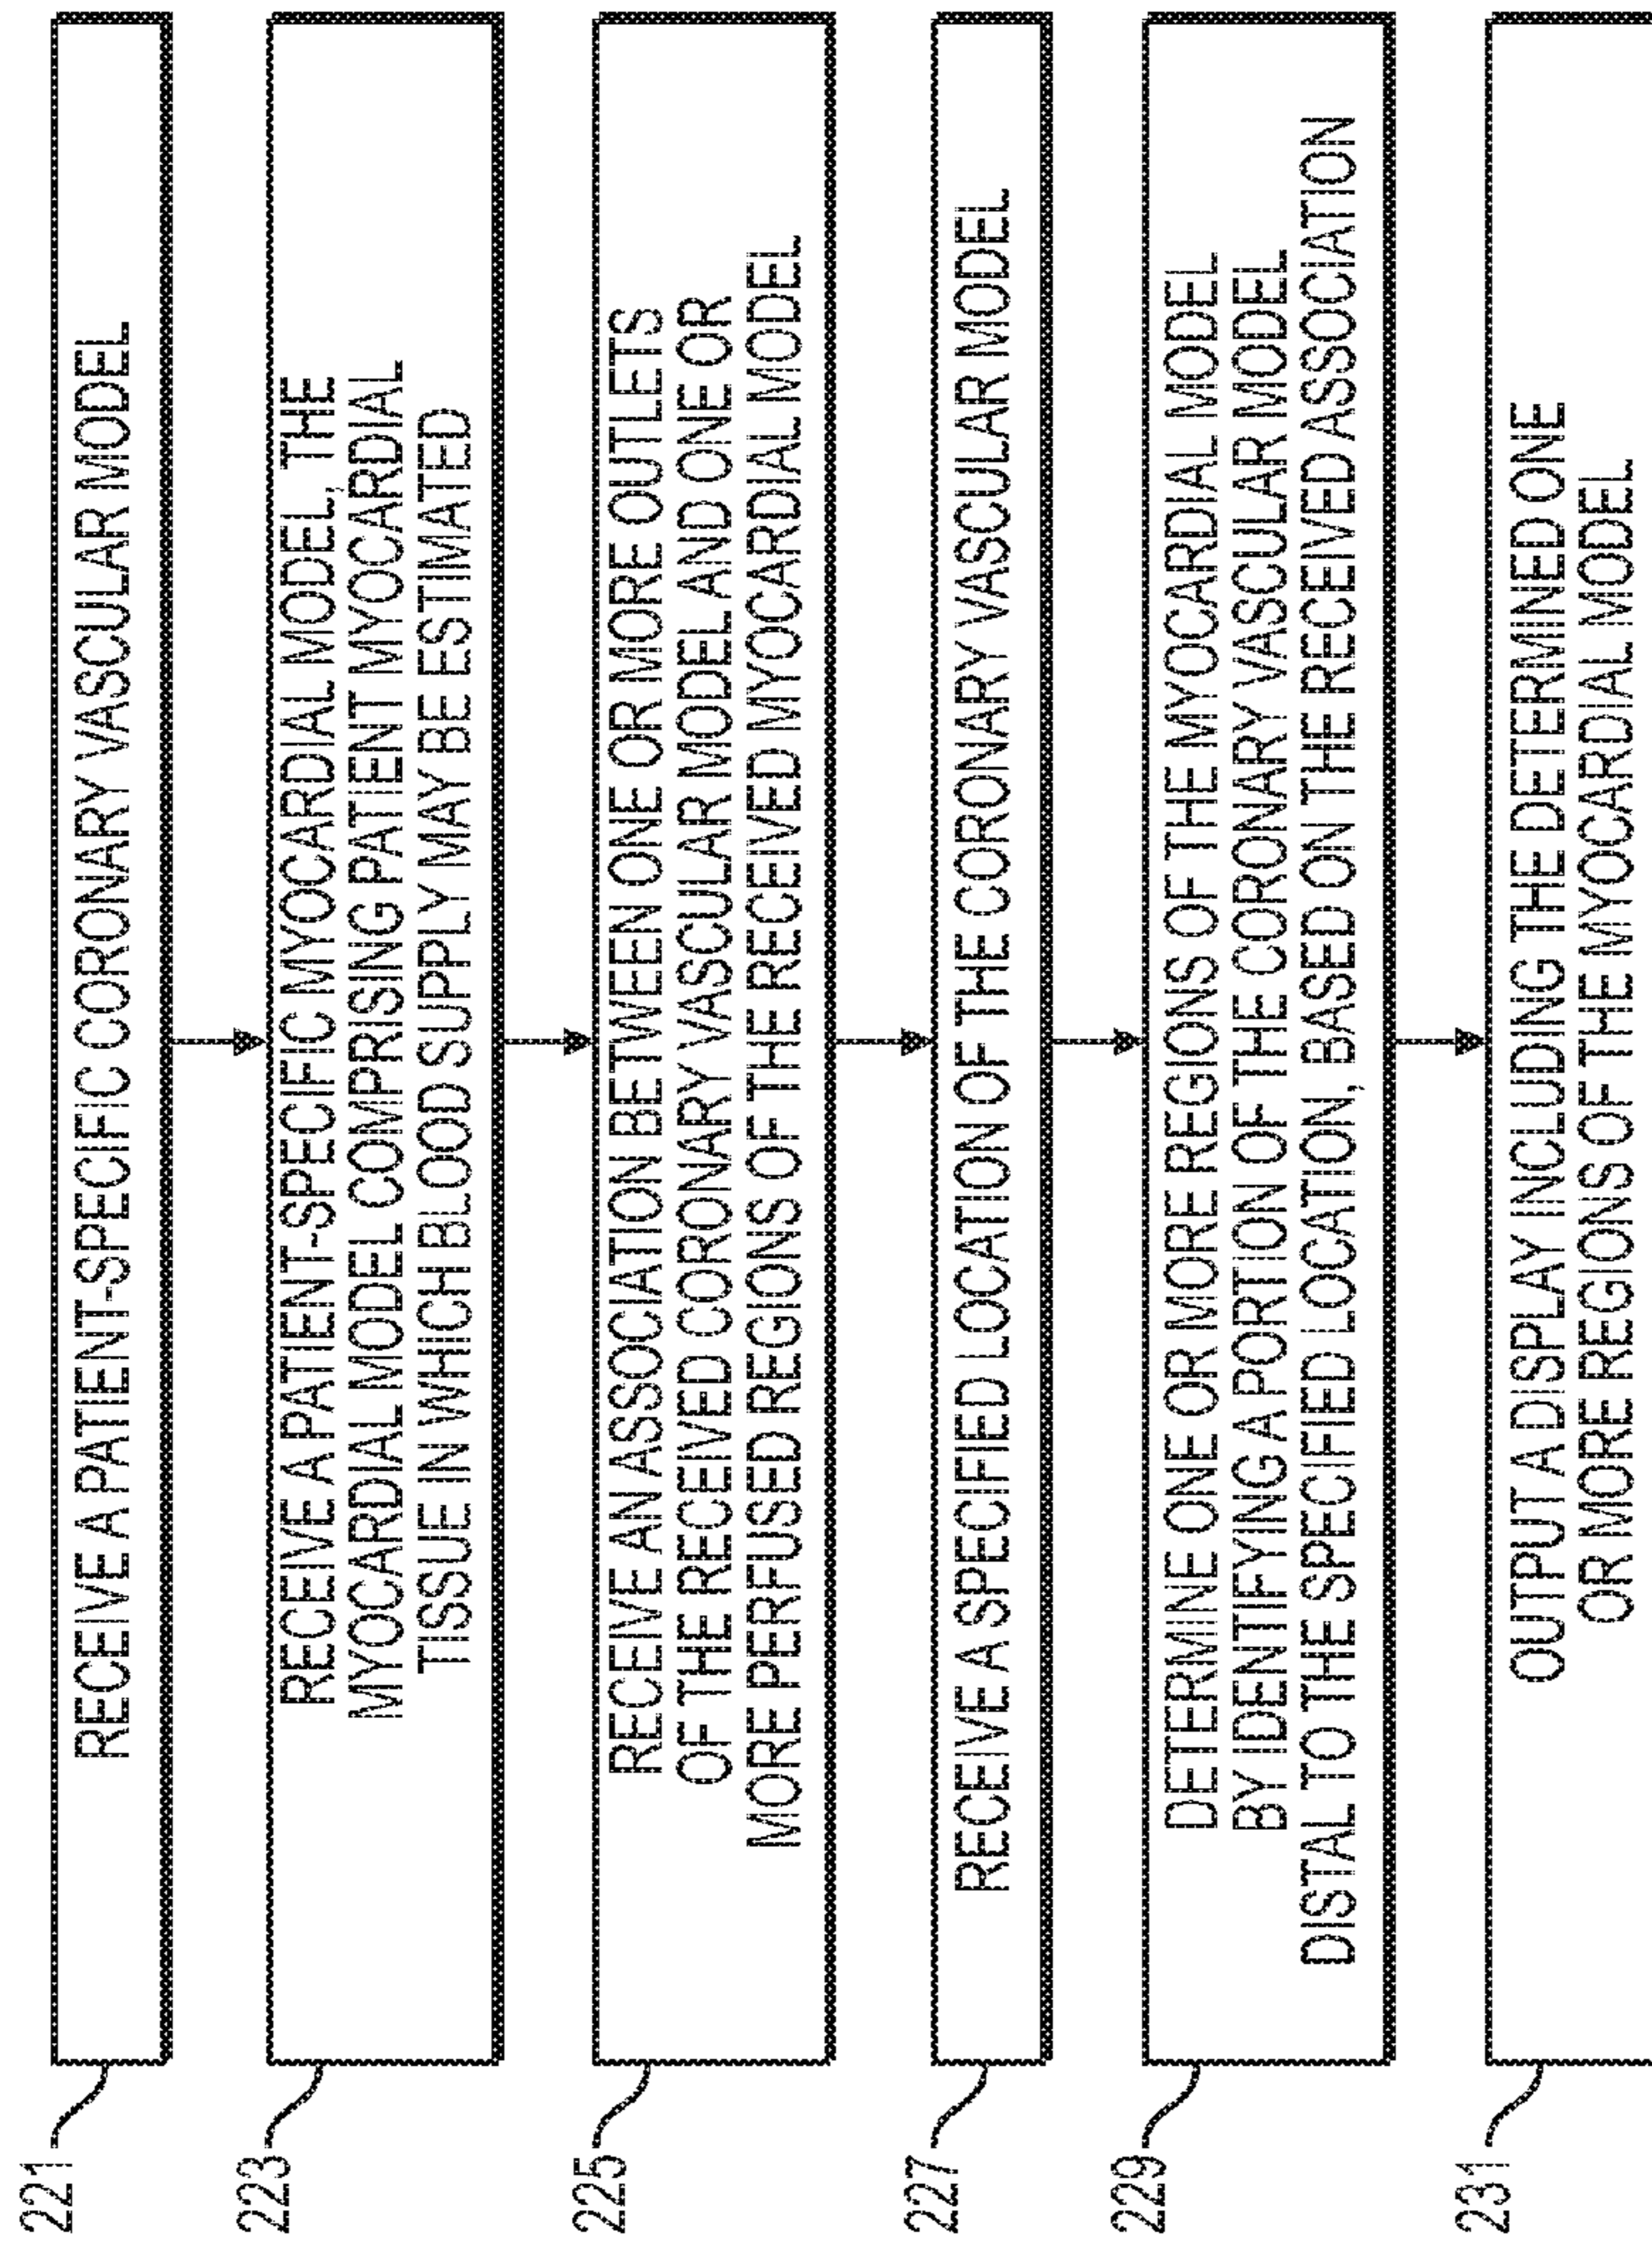 221
RECEIVE A PATIENT-SPECIFIC CORONARY VASCULAR MODEL
223
RECEIVE A PATIENT-SPECIFIC MYOCARDIAL MODEL, THE
MYOCARDIAL MODEL COMPRISING PATIENT MYOCARDIAL
TISSUE IN WHICH BLOOD SUPPLY MAY BE ESTIMATED
225
RECEIVE AN ASSOCIATION BETWEEN ONE OR MORE OUTLETS
OF THE RECEIVED CORONARY VASCULAR MODEL AND ONE OR
MORE PERFUSED REGIONS OF THE RECEIVED MYOCARDIAL MODEL
227
RECEIVE A SPECIFIED LOCATION OF THE CORONARY VASCULAR MODEL
229
DETERMINE ONE OR MORE REGIONS OF THE MYOCARDIAL MODEL
BY IDENTIFYING A PORTION OF THE CORONARY VASCULAR MODEL
DISTAL TO THE SPECIFIED LOCATION, BASED ON THE RECEIVED ASSOCIATION
231
OUTPUT A DISPLAY INCLUDING THE DETERMINED ONE
OR MORE REGIONS OF THE MYOCARDIAL MODEL